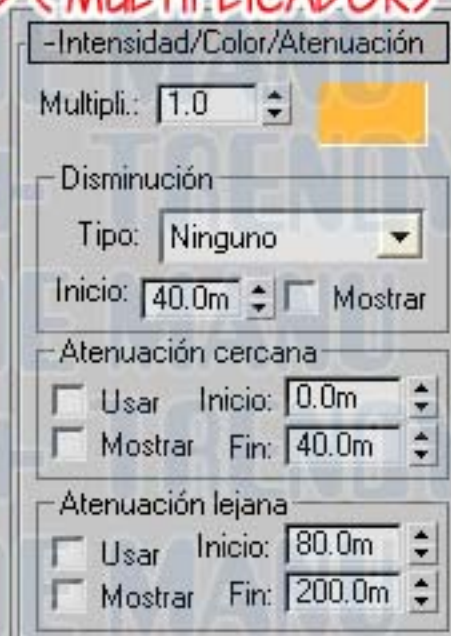 (MULTIPLICADOR)
-Intensidad/Color/Atenuación
Multipli.: 1.0
Disminución
Tipo: Ninguno
Inicio: 40.0m Mostrar
Atenuación cercana
Usar Inicio: 0.0m
Mostrar Fin: 40.0m
Atenuación lejana
Usar Inicio: 80.0m
Mostrar Fin: 200.0m